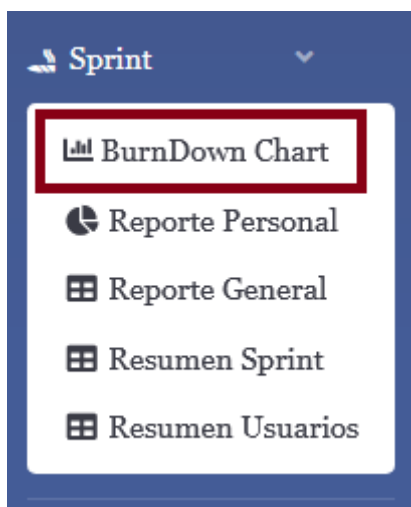 Sprint
BurnDown Chart
Reporte Personal
Reporte General
Resumen Sprint
Resumen Usuarios